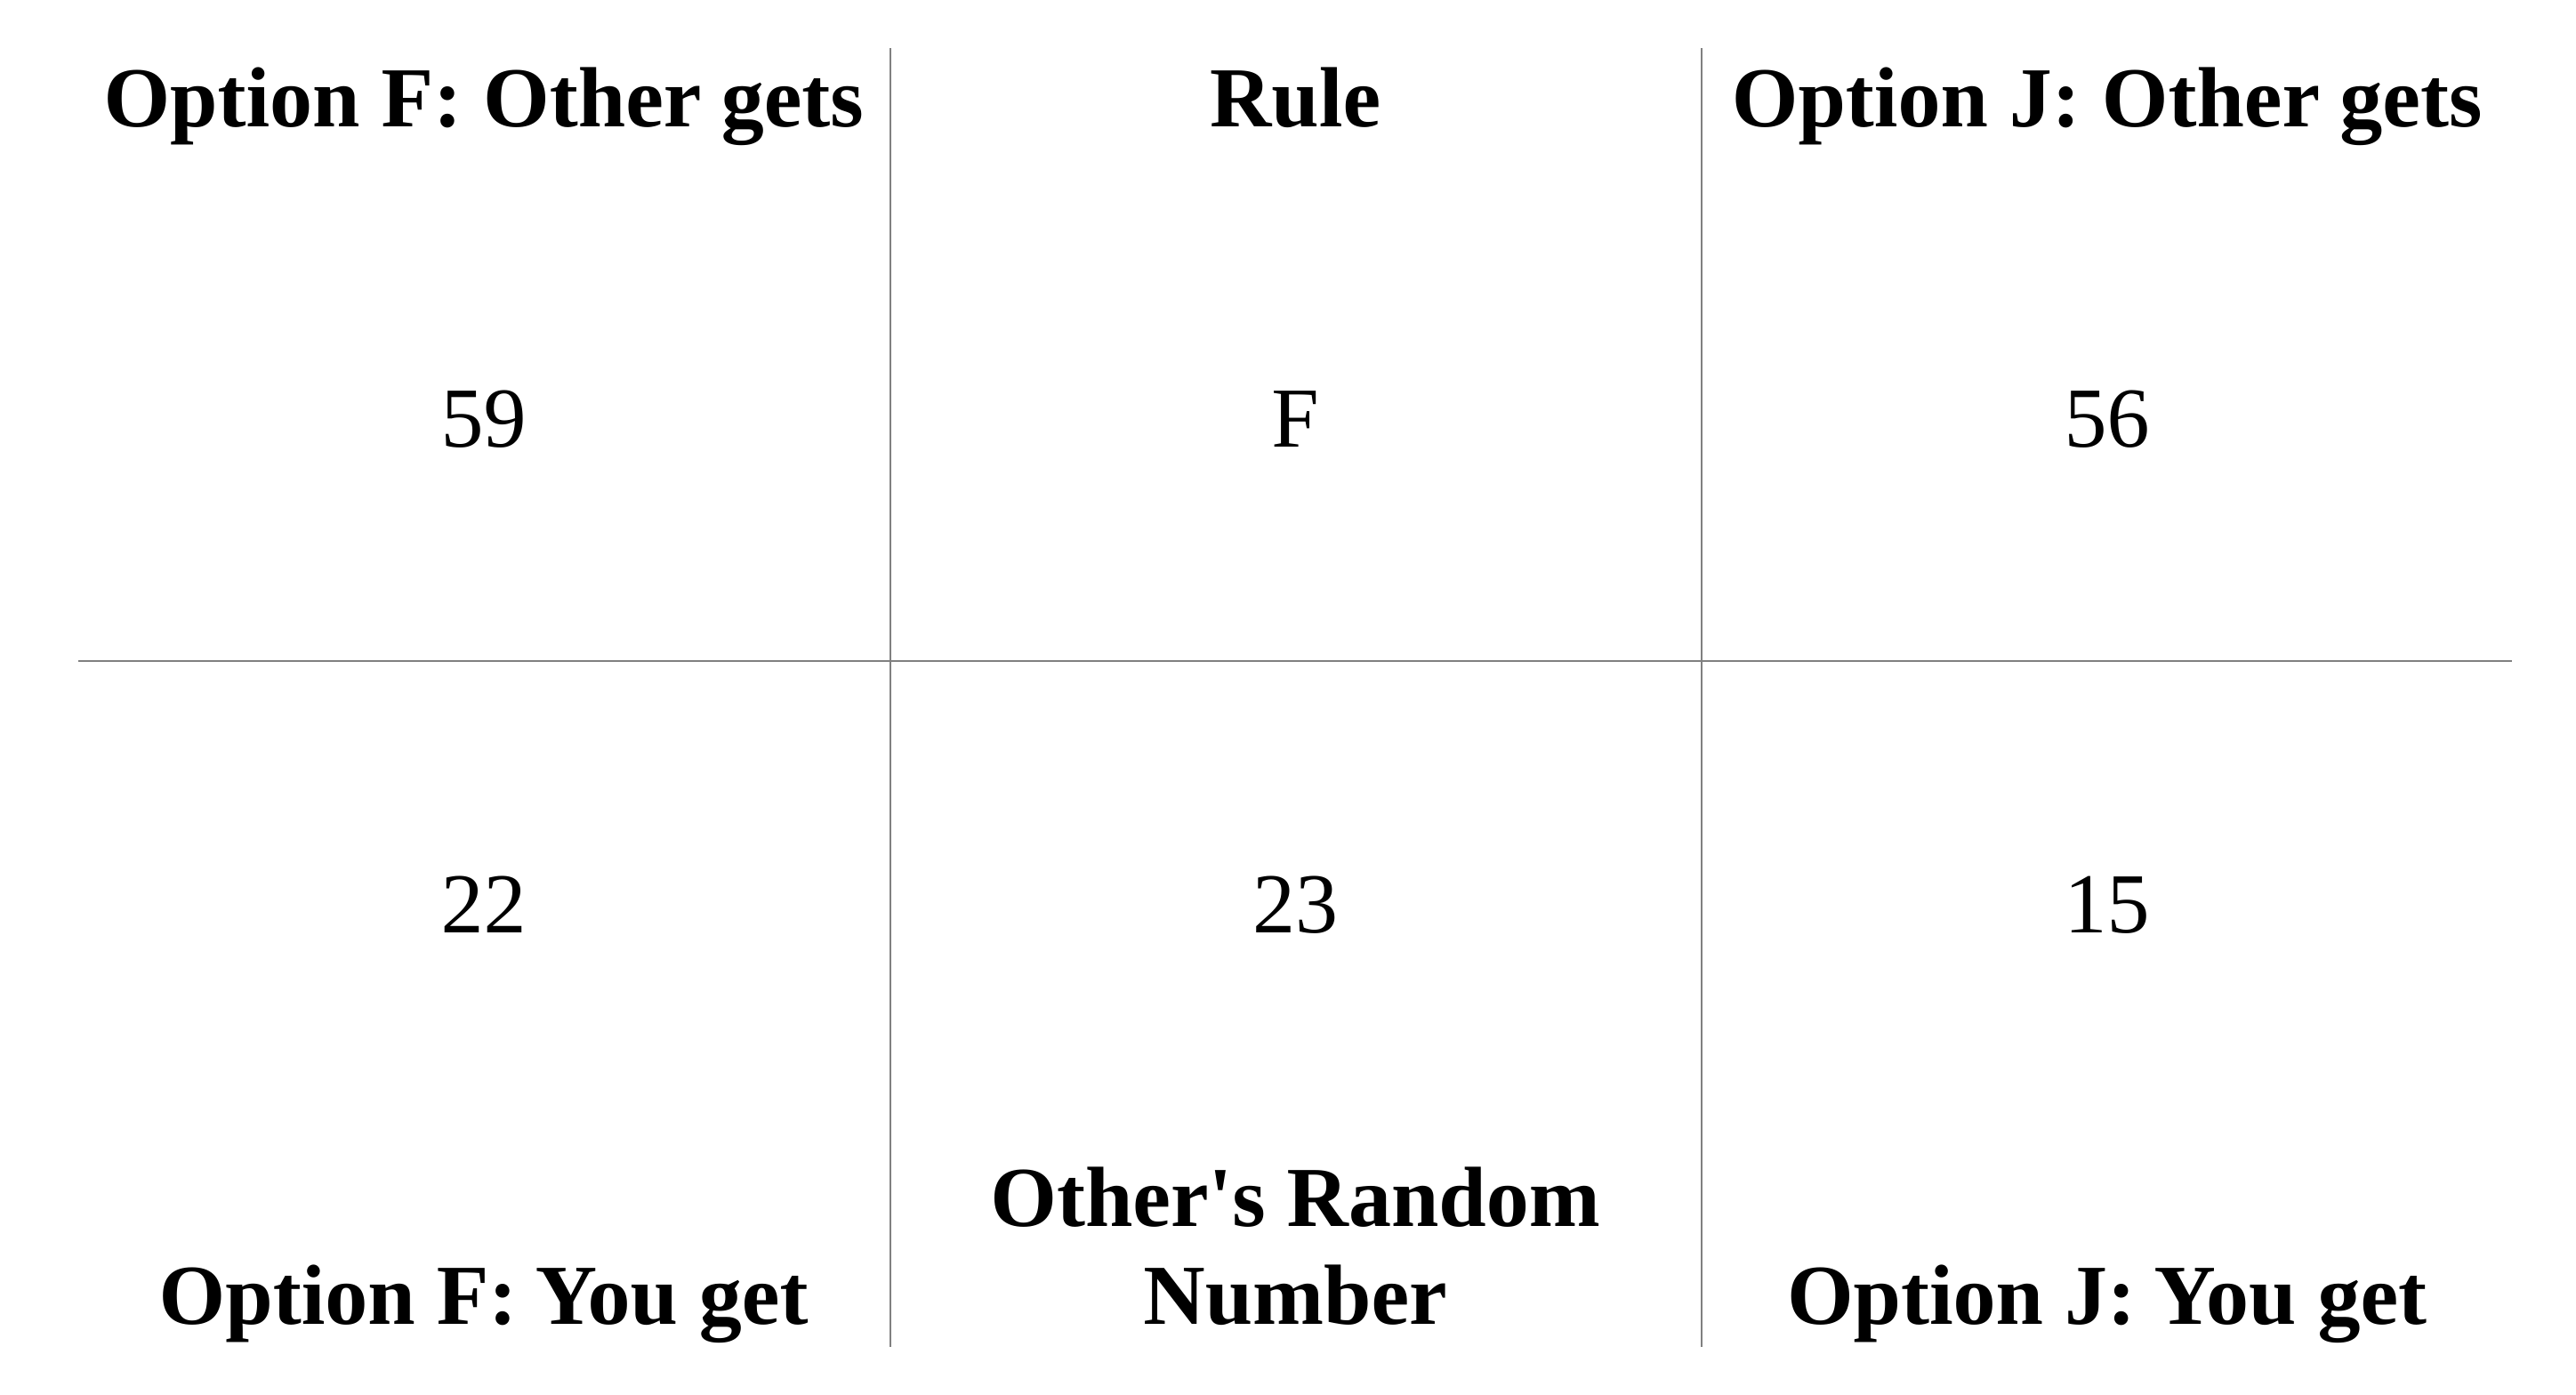 Option F: Other gets
Rule
Option J: Other gets
59
F
56
22
23
15
Option F: You get
Other's Random
Number
Option J: You get